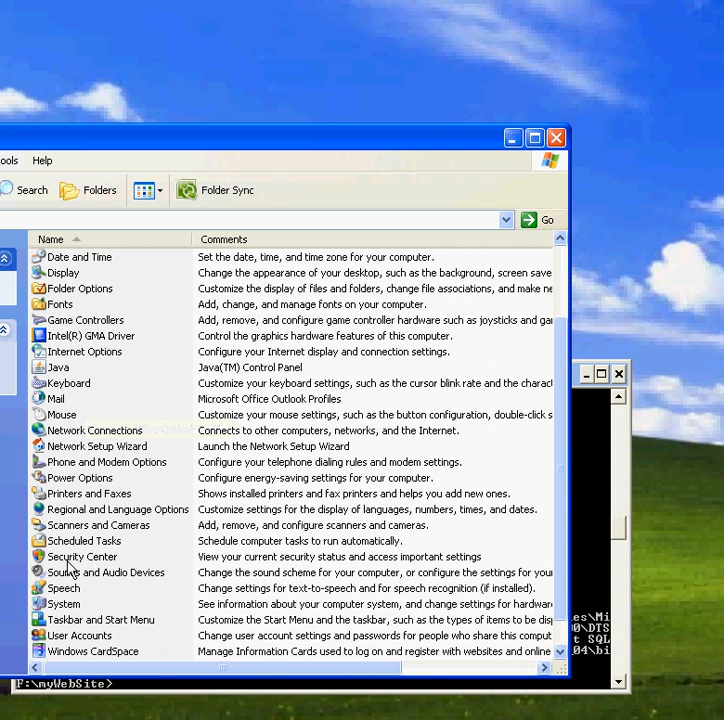 ools Help
Search Folders Folder Sync
Go
Name Comments
Date and Time Set the date, time, and time zone for your computer.
Display Change the appearance of your desktop, such as the background, screen save
Folder Options Customize the display of files and folders, change file associations, and make ne
Fonts Add, change, and manage fonts on your computer.
Game Controllers Add, remove, and configure game controller hardware such as joysticks and ga
Intel(R) GMA Driver Control the graphics hardware features of this computer.
Internet Options Configure your Internet display and connection settings.
Java Java(TM) Control Panel
Keyboard Customize your keyboard settings, such as the cursor blink rate and the charact
Mail Microsoft Office Outlook Profiles
Mouse Customize your mouse settings, such as the button configuration, double-click s
Network Connections Connects to other computers, networks, and the Internet.
Network Setup Wizard Launch the Network Setup Wizard
Phone and Modem Options Configure your telephone dialing rules and modem settings.
Power Options Configure energy-saving settings for your computer.
Printers and Faxes Shows installed printers and fax printers and helps you add new ones.
Regional and Language Options Customize settings for the display of languages, numbers, times, and dates.
Scanners and Cameras Add, remove, and configure scanners and cameras.
Scheduled Tasks Schedule computer tasks to run automatically.
Security Center View your current security status and access important settings
Sounds and Audio Devices Change the sound scheme for your computer, or configure the settings for your
Speech Change settings for text-to-speech and for speech recognition (if installed).
System See information about your computer system, and change settings for hardware
Taskbar and Start Menu Customize the Start Menu and the taskbar, such as the types of items to be disp
User Accounts Change user account settings and passwords for people who share this comput
Windows CardSpace Manage Information Cards used to log on and register with websites and online
es\Mi
0\DTS
t SQL
04\bi
F:\myWebSite>